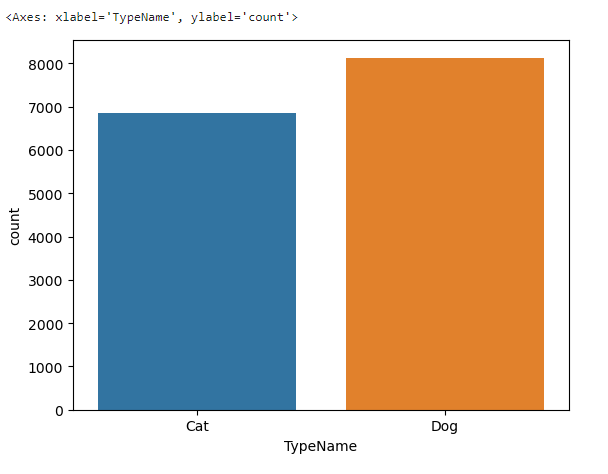 <Axes: xlabel='TypeName', ylabel='count'>
8000
7000
6000
5000
4000
3000
2000
1000
0
count
Cat
Dog
TypeName